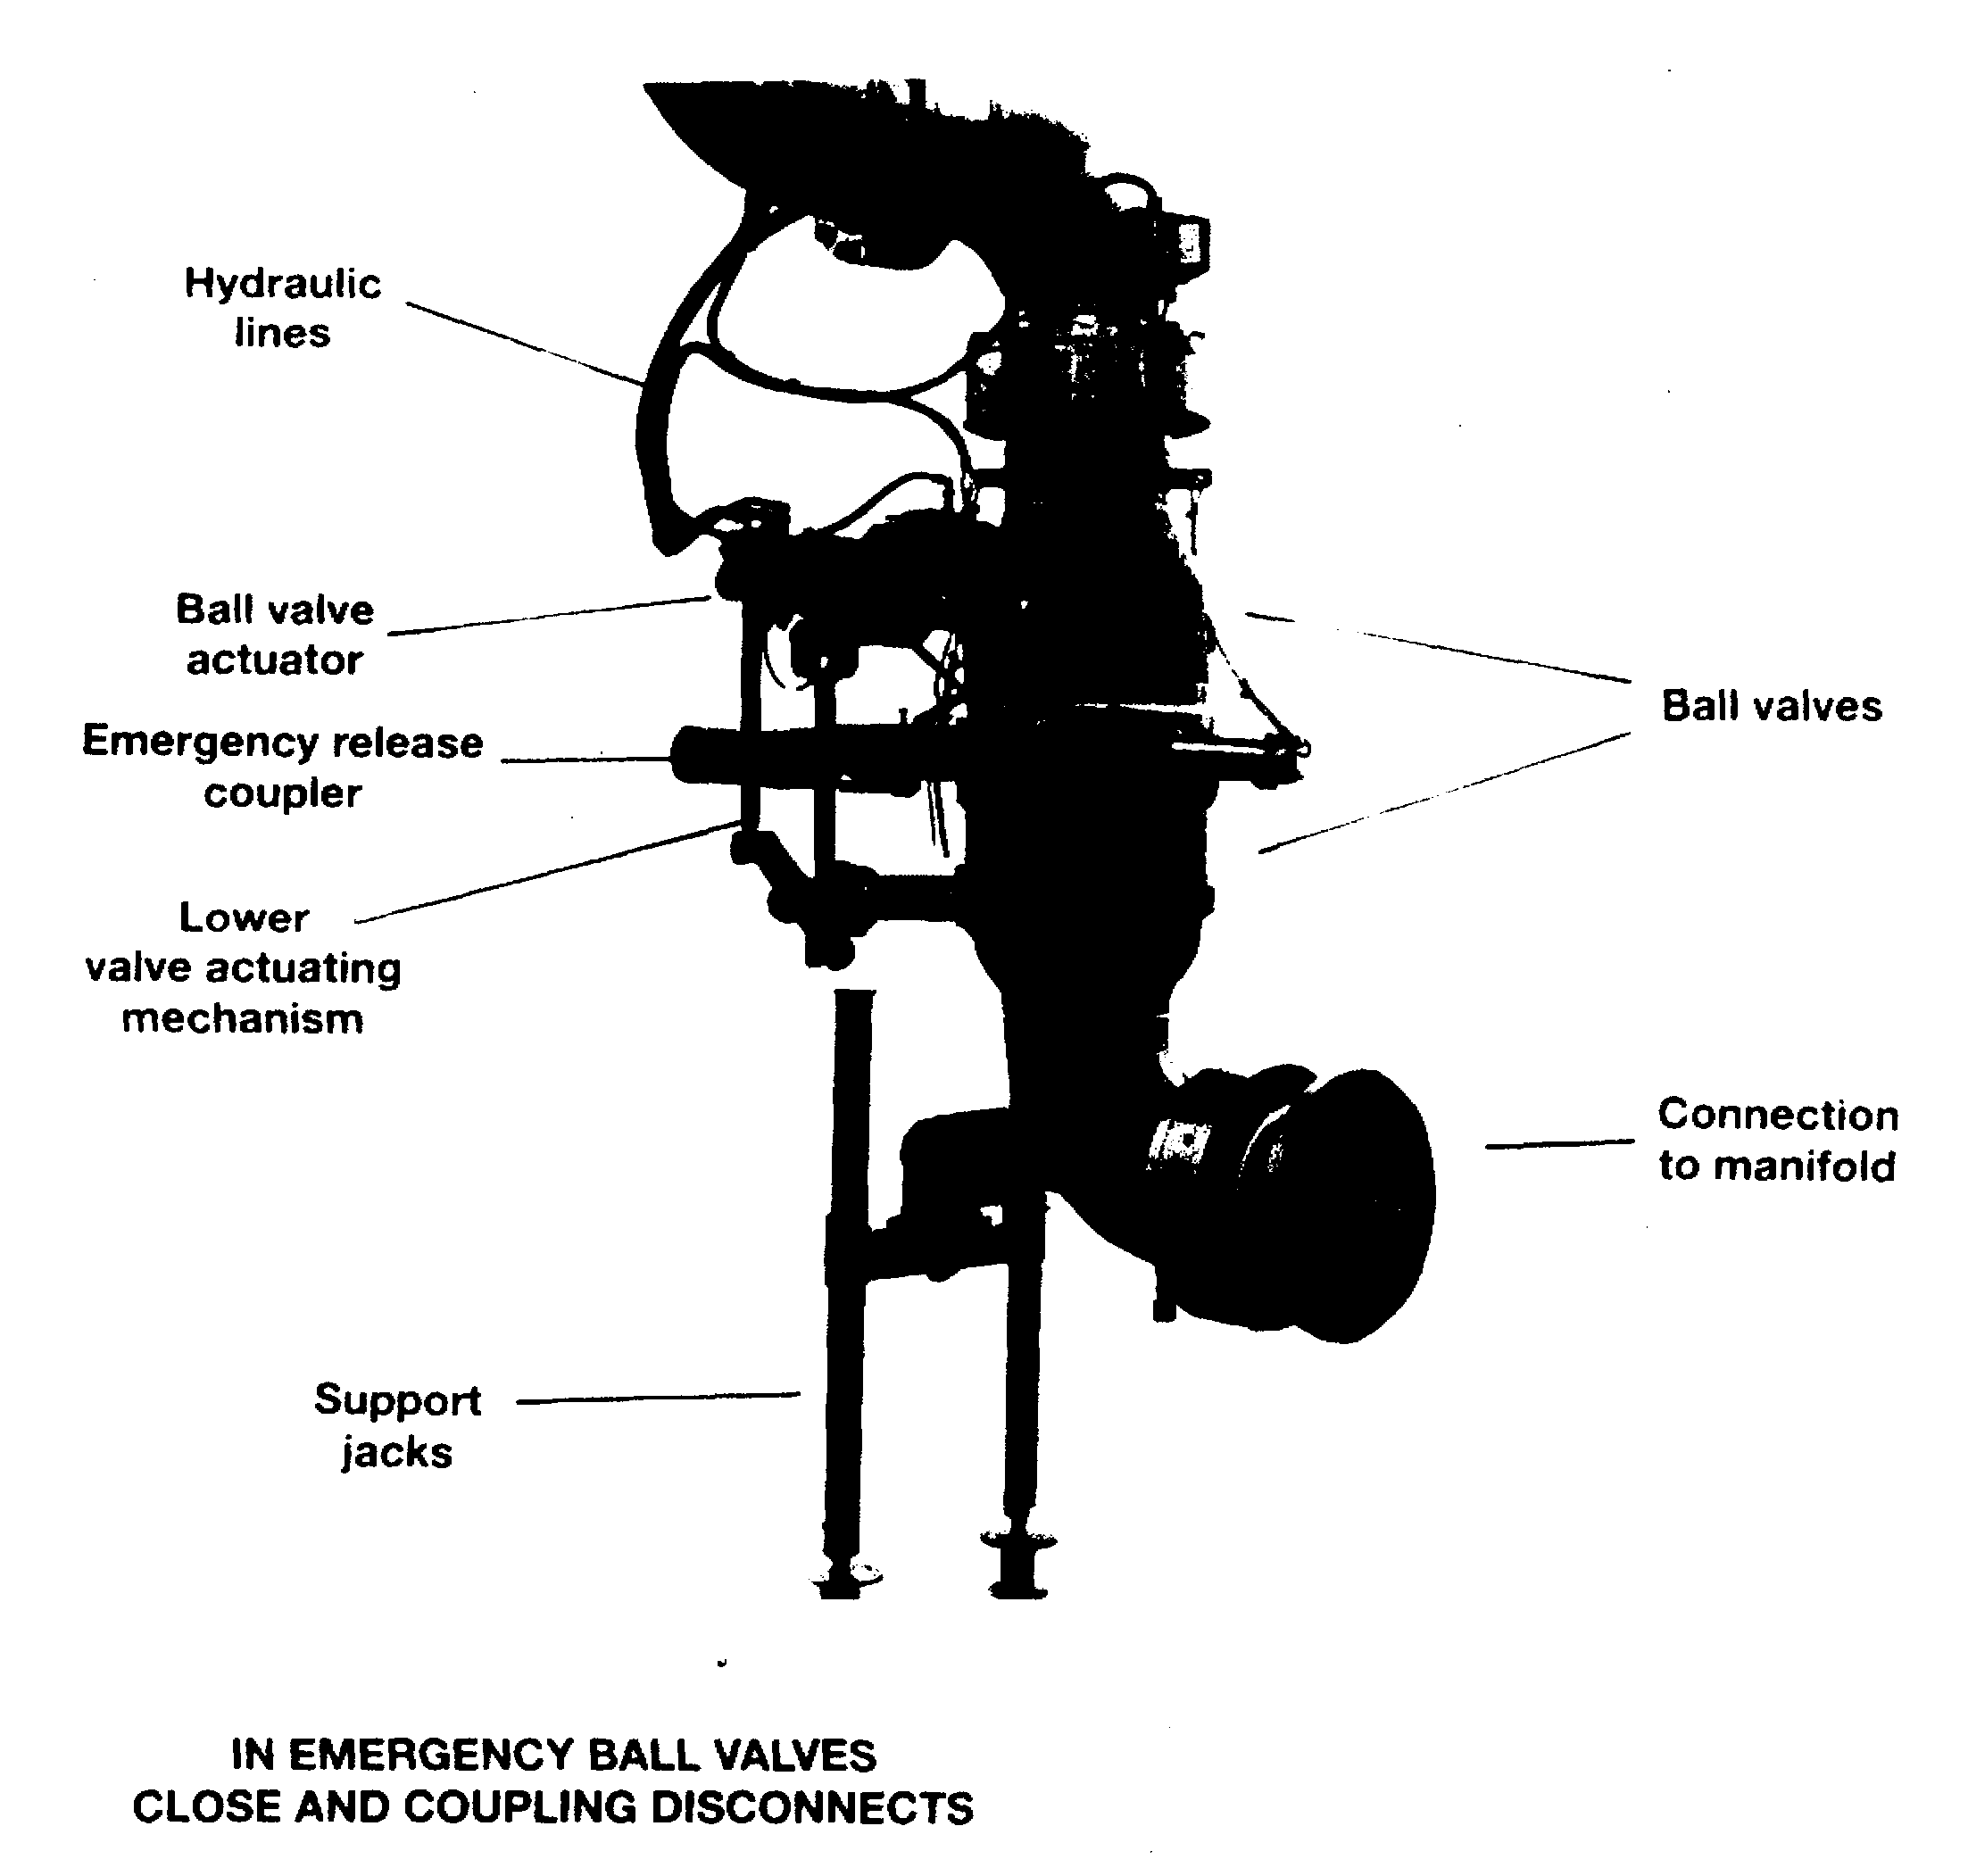 Hydraulic
lines
Ball valve
actuator
Emergency release
coupler
Lower
valve actuating
mechanism
Ball valves
Connection
to manifold
Support
jacks
IN EMERGENCY BALL VALVES
CLOSE AND COUPLING DISCONNECTS